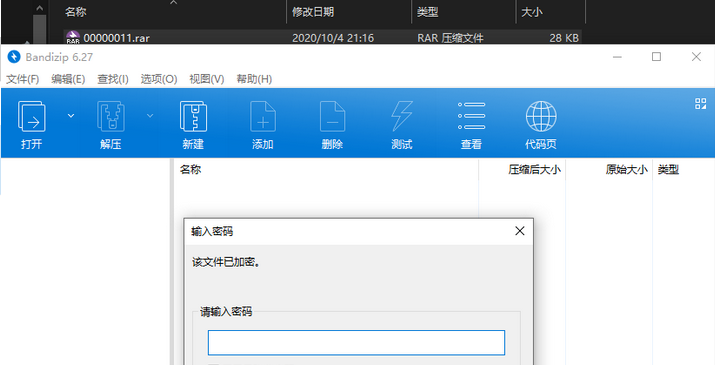 名称 修改日期 类型 大小
RAR 00000011.rar 2020/10/4 21:16 RAR 压缩文件 28 KB
Bandizip 6.27
文件(F) 编辑(E) 查找(I) 选项(O) 视图(V) 帮助(H)
打开 解压 新建 添加 删除 测试 查看 代码页
名称 压缩后大小 原始大小 类型
输入密码
该文件已加密。
请输入密码